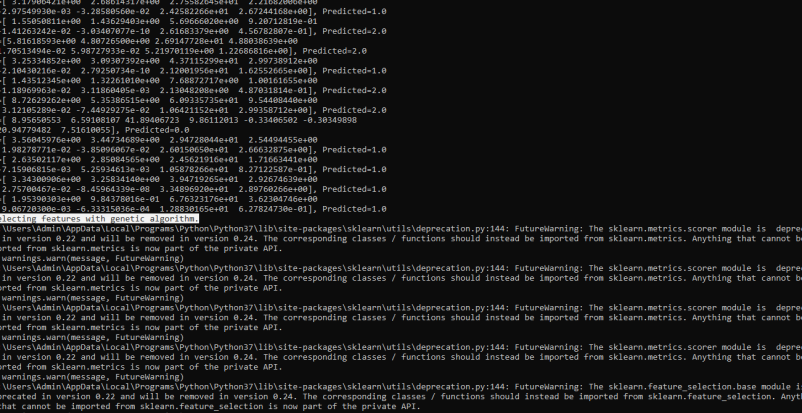 [ 3.17906421e+00 2.68614317e+00 2.75582645e+01 2.21682006e+00
2.97549930e-03 -3.28580560e-02 2.42582266e+01 2.67244168e+00], Predicted=1.0
[ 1.55050811e+00 1.43629403e+00 5.69666020e+00 9.20712819e-01
1.41263242e-02 -3.03407077e-10 2.61683379e+00 4.56782807e-01], Predicted=2.0
[5.81618593e+00 4.80726500e+00 2.69147728e+01 4.88038639e+00
.70513494e-02 5.98727933e-02 5.21970119e+00 1.22686816e+00], Predicted=2.0
[ 3.25334852e+00 3.09307392e+00 4.37115299e+01 2.99738912e+00
2.10430216e-02 2.79250734e-10 2.12001956e+01 1.62552665e+00], Predicted=1.0
[ 1.43512345e+00 1.32261010e+00 7.68872717e+00 1.00161655e+00
1.18969963e-02 3.11860405e-03 2.13048208e+00 4.87031814e-01], Predicted=2.0
[ 8.72629262e+00 5.35386515e+00 6.09335735e+01 9.54408440e+00
3.12105289e-02 -7.44929275e-02 1.06421152e+01 2.99358712e+00], Predicted=2.0
[ 8.95650553 6.59108107 41.89406723 9.86112013 -0.33406502 -0.30349898
20.94779482 7.51610055], Predicted=0.0
[ 3.56045976e+00 3.44734689e+00 2.94728044e+01 2.54494455e+00
1.98278771e-02 -3.85096067e-02 2.60150650e+01 2.66632875e+00], Predicted=1.0
[ 2.63502117e+00 2.85084565e+00 2.45621916e+01 1.71663441e+00
7.15906815e-03 5.25934613e-03 1.05878266e+01 8.27122587e-01], Predicted=1.0
[ 3.34300906e+00 3.25834140e+00 3.94719265e+01 2.92674639e+00
2.75700467e-02 -8.45964339e-08 3.34896920e+01 2.89760266e+00], Predicted=1.0
[ 1.95390303e+00 9.84378016e-01 6.76323176e+01 3.62304746e+00
9.06720300e-03 -6.33315036e-04 1.28830165e+01 6.27824730e-01], Predicted=1.0
electing features with genetic algorithm.
\Users\Admin\AppData\Local\Programs\Python\Python37\lib\site-packages\sklearn\utils\deprecation.py:144: FutureWarning: The sklearn.metrics.scorer module is depre
in version 0.22 and will be removed in version 0.24. The corresponding classes / functions should instead be imported from sklearn.metrics. Anything that cannot be
orted from sklearn.metrics is now part of the private API.
warnings.warn(message, FutureWarning)
\Users\Admin\AppData\Local\Programs\Python\Python37\lib\site-packages\sklearn\utils\deprecation.py:144: FutureWarning: The sklearn.metrics.scorer module is depre
in version 0.22 and will be removed in version 0.24. The corresponding classes / functions should instead be imported from sklearn.metrics. Anything that cannot be
orted from sklearn.metrics is now part of the private API.
warnings.warn(message, FutureWarning)
\Users\Admin\AppData\Local\Programs\Python\Python37\lib\site-packages\sklearn\utils\deprecation.py:144: FutureWarning: The sklearn.metrics.scorer module is depre
in version 0.22 and will be removed in version 0.24. The corresponding classes / functions should instead be imported from sklearn.metrics. Anything that cannot be
orted from sklearn.metrics is now part of the private API.
warnings.warn(message, FutureWarning)
\Users\Admin\AppData\Local\Programs\Python\Python37\lib\site-packages\sklearn\utils\deprecation.py:144: FutureWarning: The sklearn.metrics.scorer module is depre
in version 0.22 and will be removed in version 0.24. The corresponding classes / functions should instead be imported from sklearn.metrics. Anything that cannot be
orted from sklearn.metrics is now part of the private API.
warnings.warn(message, FutureWarning)
\Users\Admin\AppData\Local\Programs\Python\Python37\lib\site-packages\sklearn\utils\deprecation.py:144: FutureWarning: The sklearn.feature_selection.base module i
precated in version 0.22 and will be removed in version 0.24. The corresponding classes / functions should instead be imported from sklearn.feature_selection. Anyt
that cannot be imported from sklearn.feature_selection is now part of the private API.